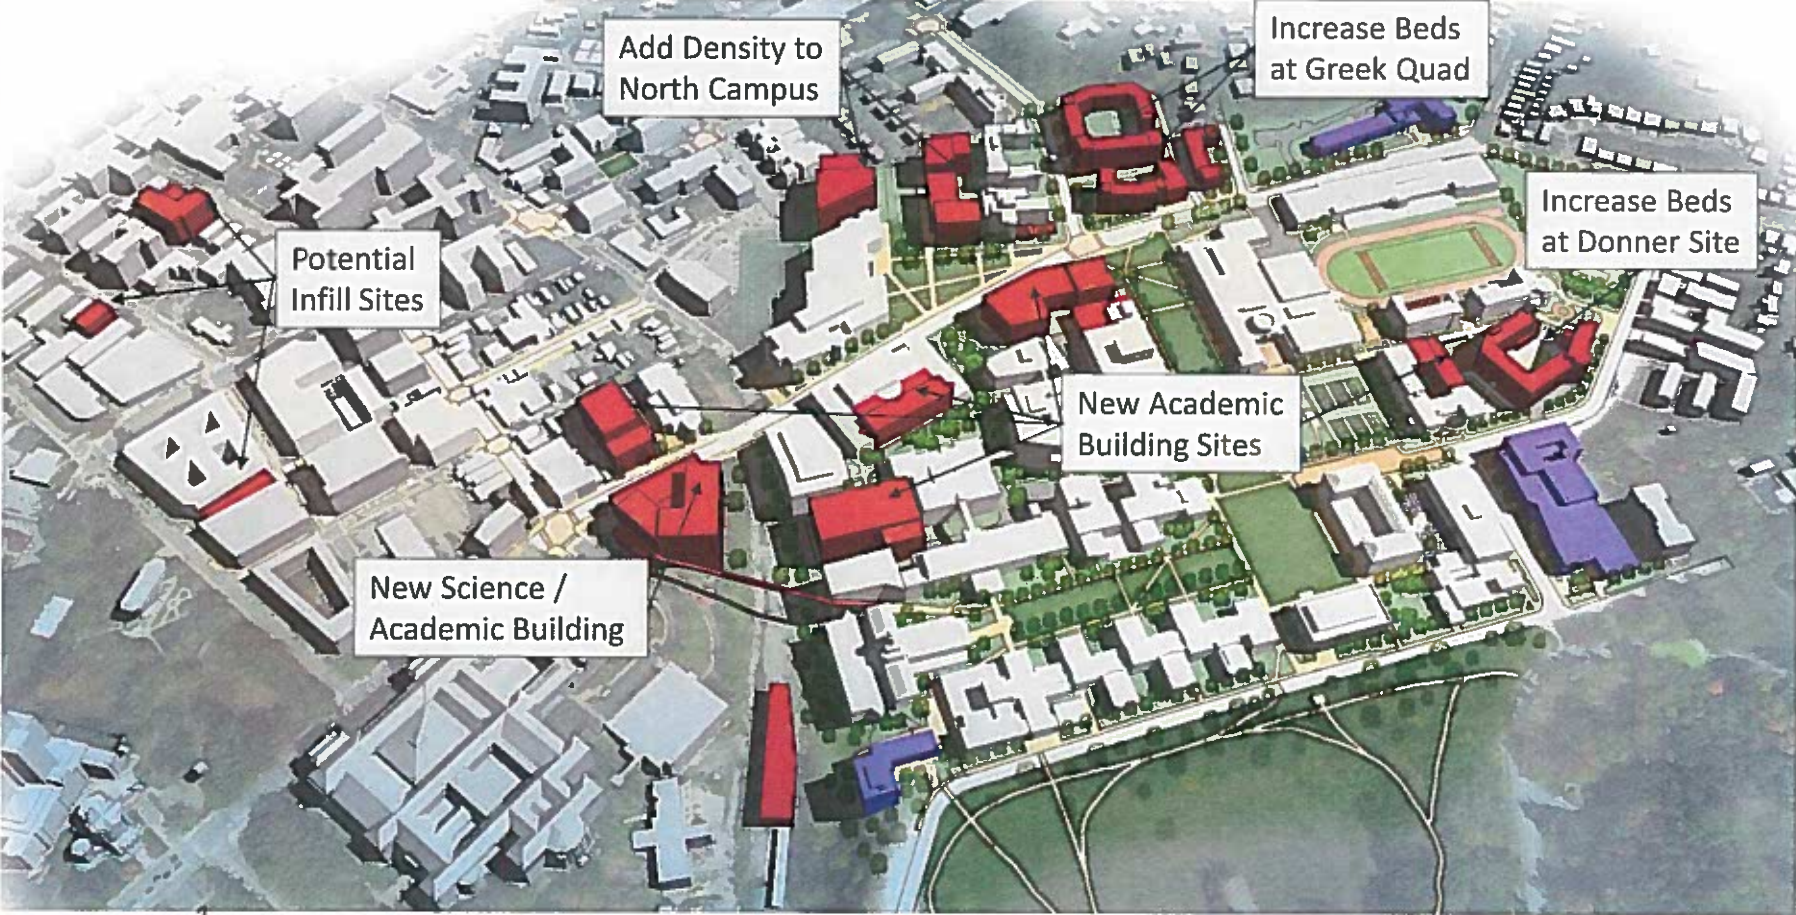 Add Density to
North Campus
Increase Beds
at Greek Quad
Increase Beds
at Donner Site
Potential
Infill Sites
New Academic
Building Sites
New Science /
Academic Building